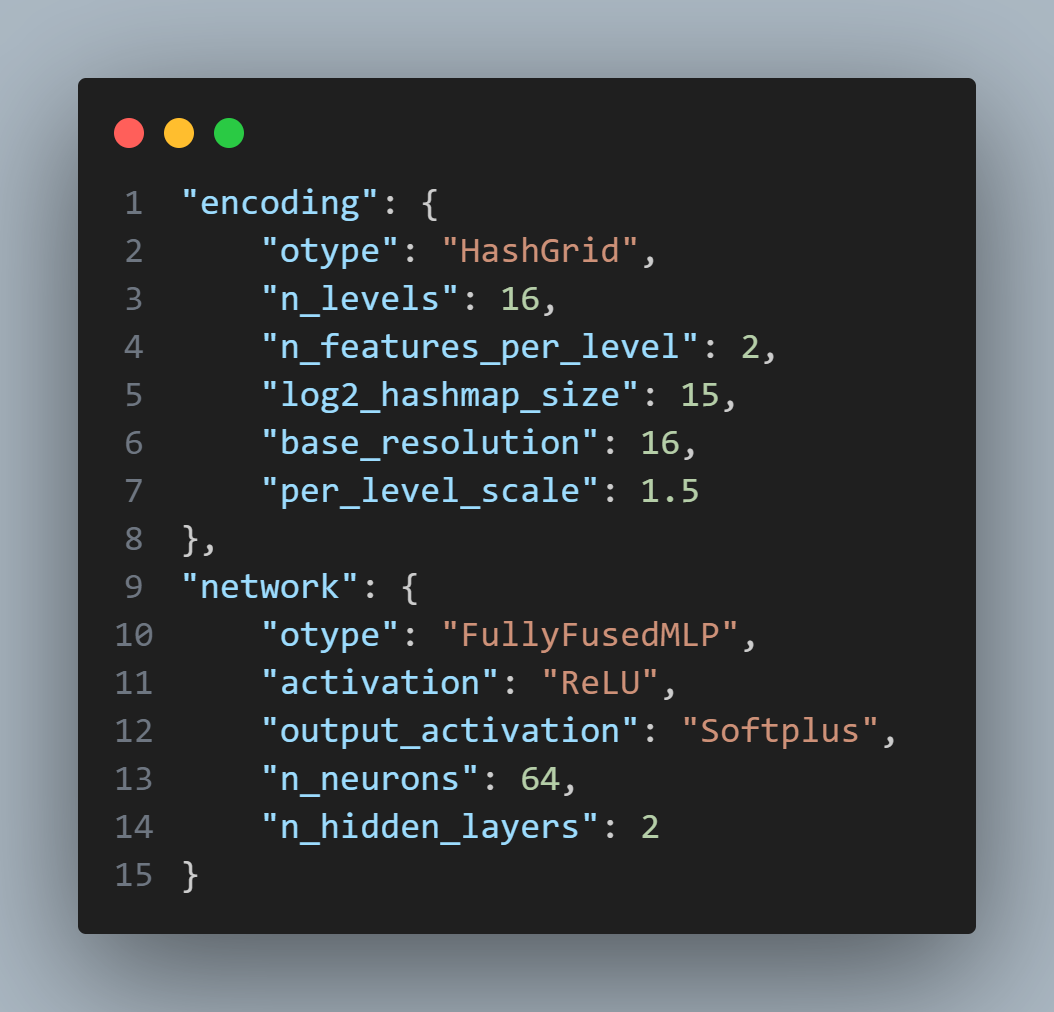 1 "encoding": {
2     "otype": "HashGrid",
3     "n_levels": 16,
4     "n_features_per_level": 2,
5     "log2_hashmap_size": 15,
6     "base_resolution": 16,
7     "per_level_scale": 1.5
8 },
9 "network": {
10     "otype": "FullyFusedMLP",
11     "activation": "ReLU",
12     "output_activation": "Softplus",
13     "n_neurons": 64,
14     "n_hidden_layers": 2
15 }